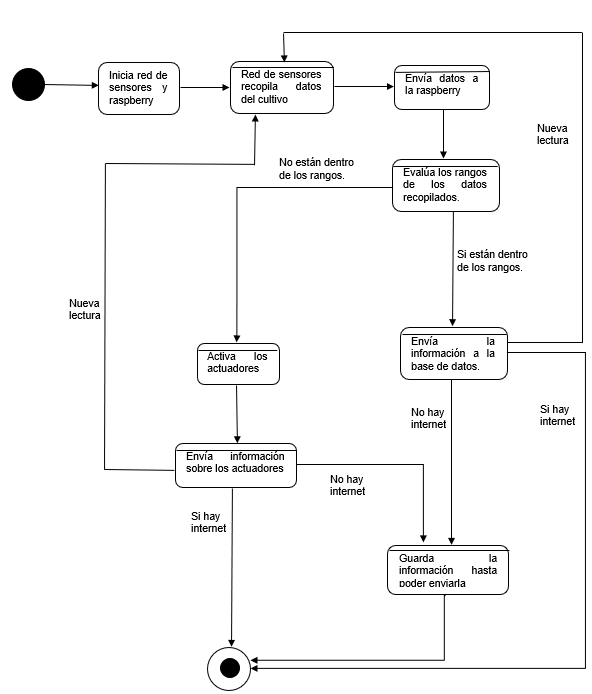 Inicia red de
sensores y
raspberry
Red de sensores
recopila datos
del cultivo
Envía datos a
la raspberry
Nueva
lectura
No están dentro
de los rangos.
Evalúa los rangos
de los datos
recopilados.
Si están dentro
de los rangos.
Nueva
lectura
Activa los
actuadores
Envía la
información a la
base de datos.
No hay
internet
Si hay
internet
Envía información
sobre los actuadores
No hay
internet
Si hay
internet
Guarda la
información hasta
poder enviarla